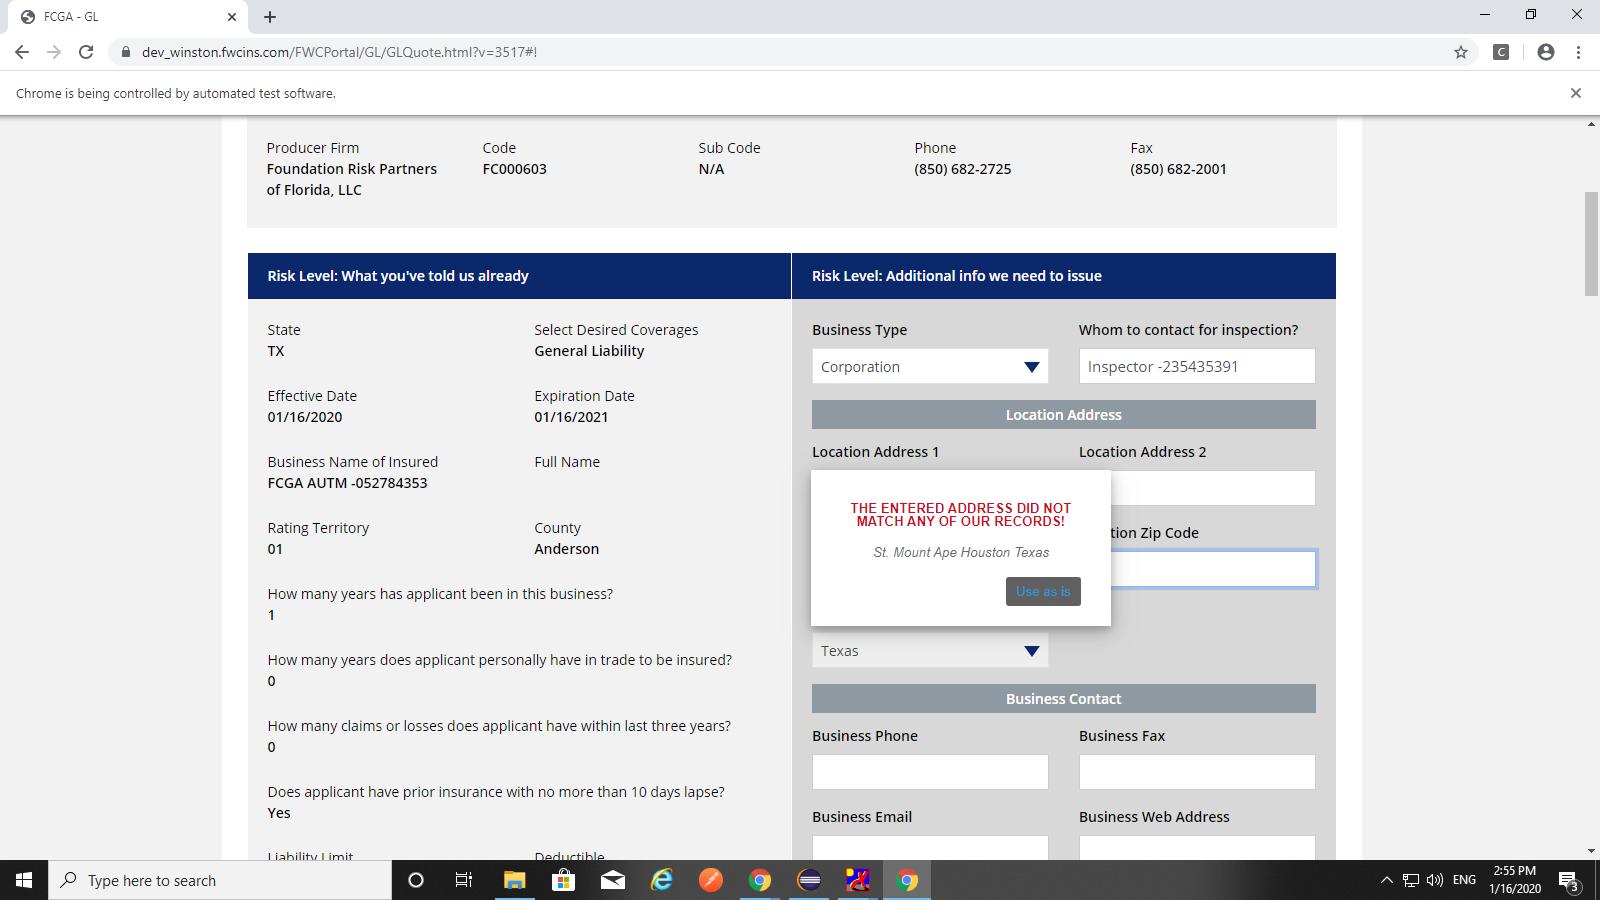 FCGA - GL
dev_winston.fwcins.com/FWCPortal/GL/GLQuote.html?v=3517#!
C
Chrome is being controlled by automated test software.
Producer Firm
Foundation Risk Partners
of Florida, LLC
Code
FC000603
Sub Code
N/A
Phone
(850) 682-2725
Fax
(850) 682-2001
Risk Level: What you've told us already
State
TX
Select Desired Coverages
General Liability
Effective Date
01/16/2020
Expiration Date
01/16/2021
Business Name of Insured
FCGA AUTM -052784353
Full Name
Rating Territory
01
County
Anderson
How many years has applicant been in this business?
1
How many years does applicant personally have in trade to be insured?
0
How many claims or losses does applicant have within last three years?
0
Does applicant have prior insurance with no more than 10 days lapse?
Yes
Liability Limit
Deductible
Risk Level: Additional info we need to issue
Business Type
Corporation
Whom to contact for inspection?
Inspector -235435391
Location Address
Location Address 1
Location Address 2
THE ENTERED ADDRESS DID NOT
MATCH ANY OF OUR RECORDS!
St. Mount Ape Houston Texas
Use as is
tion Zip Code
Texas
Business Contact
Business Phone
Business Fax
Business Email
Business Web Address
Type here to search
ENG
2:55 PM
1/16/2020
3